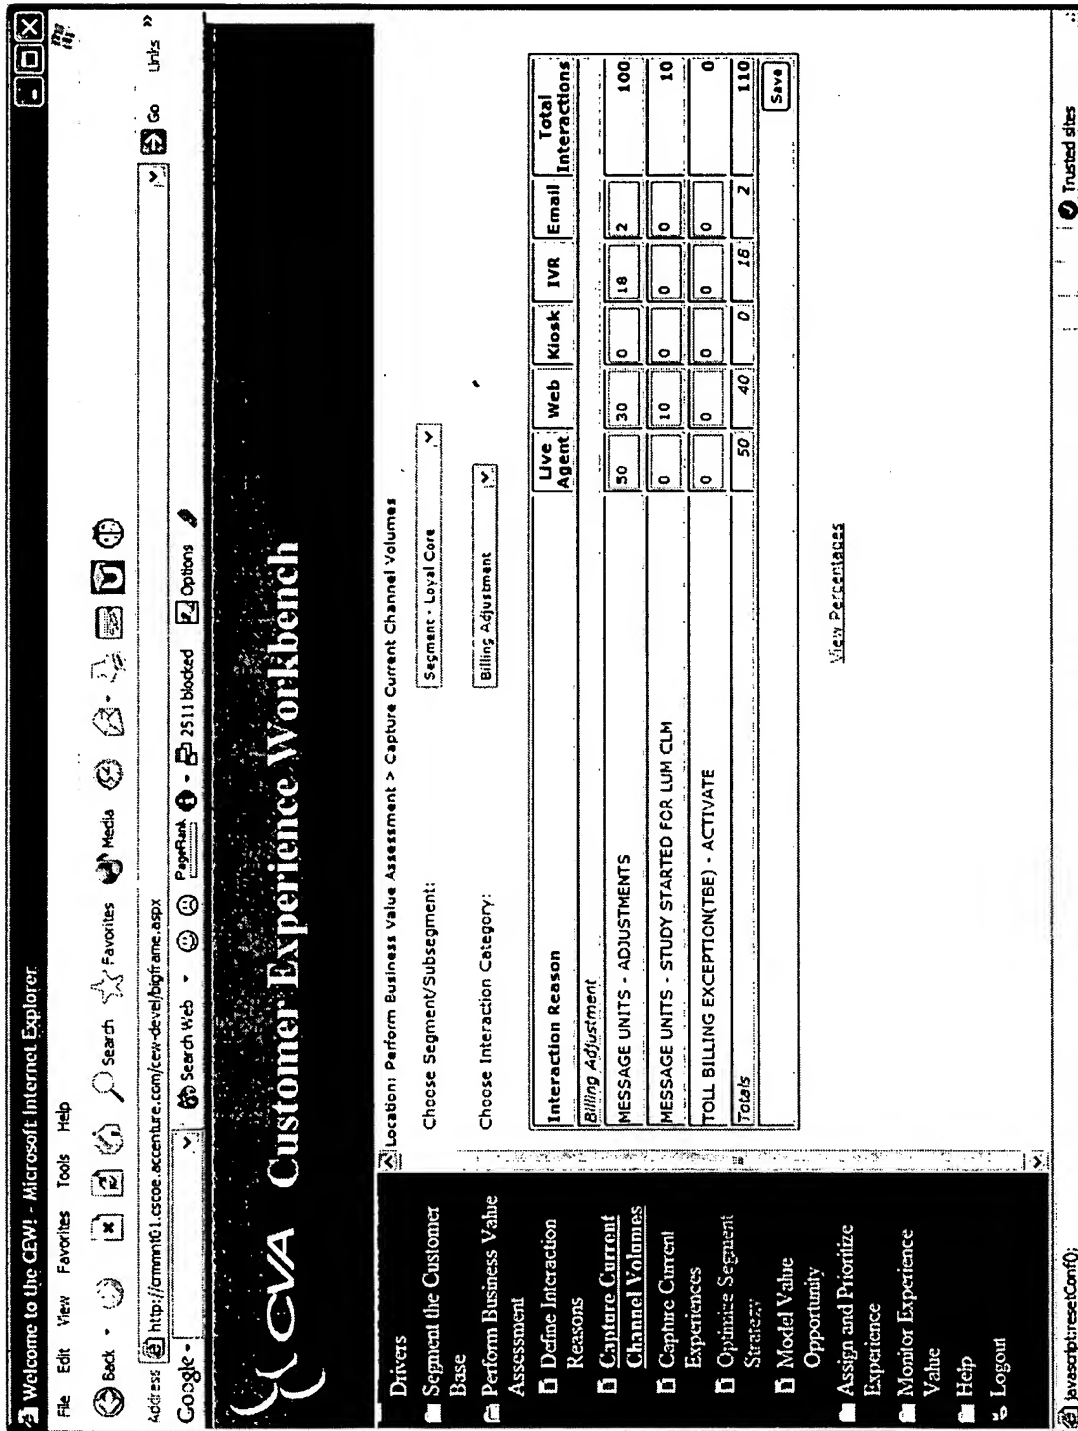 Welcome to the CEW! - Microsoft Internet Explorer
File Edit View Favorites Tools Help
Back Search Favorites Media
Address http://crmmnt01.cscoe.accenture.com/cew-devel/bigframe.aspx Go Links »
Google Search Web PageRank 2511 blocked Options
CVA Customer Experience Workbench
Drivers
Segment the Customer
Base
Perform Business Value
Assessment
Define Interaction
Reasons
Capture Current
Channel Volumes
Capture Current
Experiences
Optimize Segment
Strategy
Model Value
Opportunity
Assign and Prioritize
Experience
Monitor Experience
Value
Help
Logout
Location: Perform Business Value Assessment > Capture Current Channel Volumes
Choose Segment/Subsegment: Segment - Loyal Core
Choose Interaction Category: Billing Adjustment
Interaction Reason Live Agent Web Kiosk IVR Email Total Interactions
Billing Adjustment
MESSAGE UNITS - ADJUSTMENTS 50 30 0 18 2 100
MESSAGE UNITS - STUDY STARTED FOR LUM CLM 0 10 0 0 0 10
TOLL BILLING EXCEPTION(TBE) - ACTIVATE 0 0 0 0 0 0
Totals 50 40 0 18 2 110
Save
View Percentages
javascript:resetConf(); Trusted sites